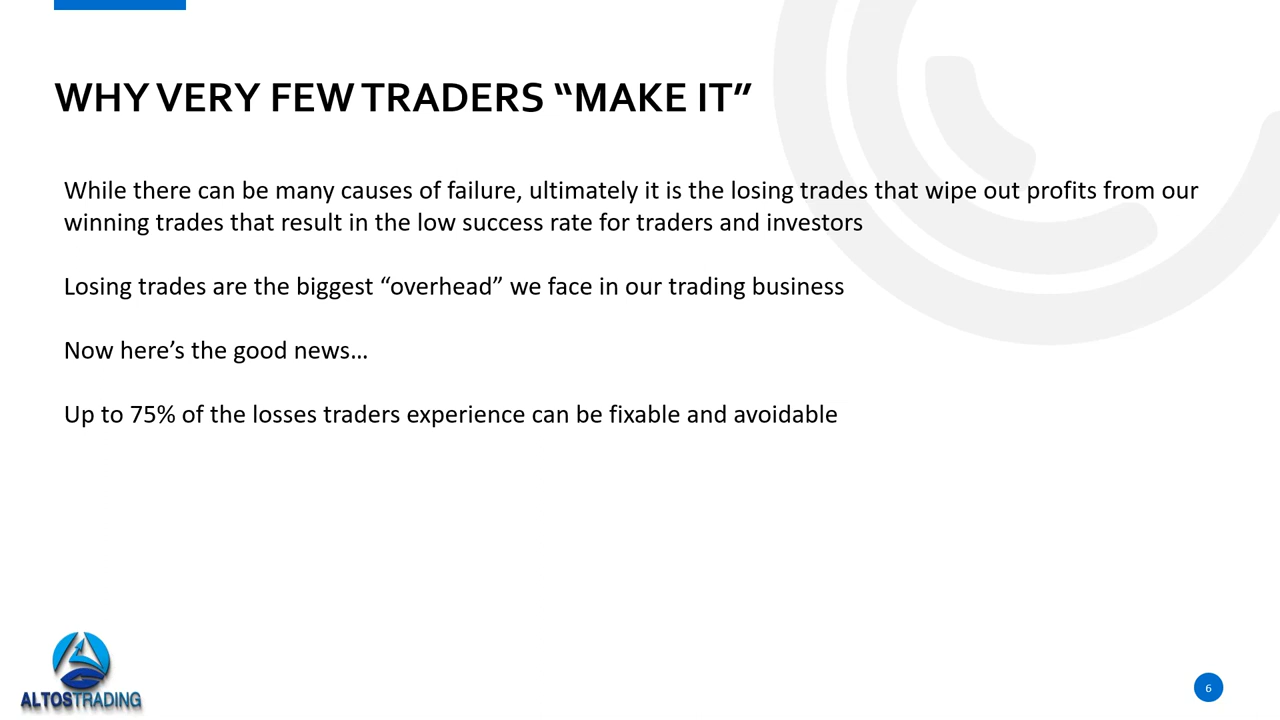 WHY VERY FEW TRADERS “MAKE IT”
While there can be many causes of failure, ultimately it is the losing trades that wipe out profits from our
winning trades that result in the low success rate for traders and investors
Losing trades are the biggest “overhead” we face in our trading business
Now here’s the good news…
Up to 75% of the losses traders experience can be fixable and avoidable
ALTOSTRADING
6